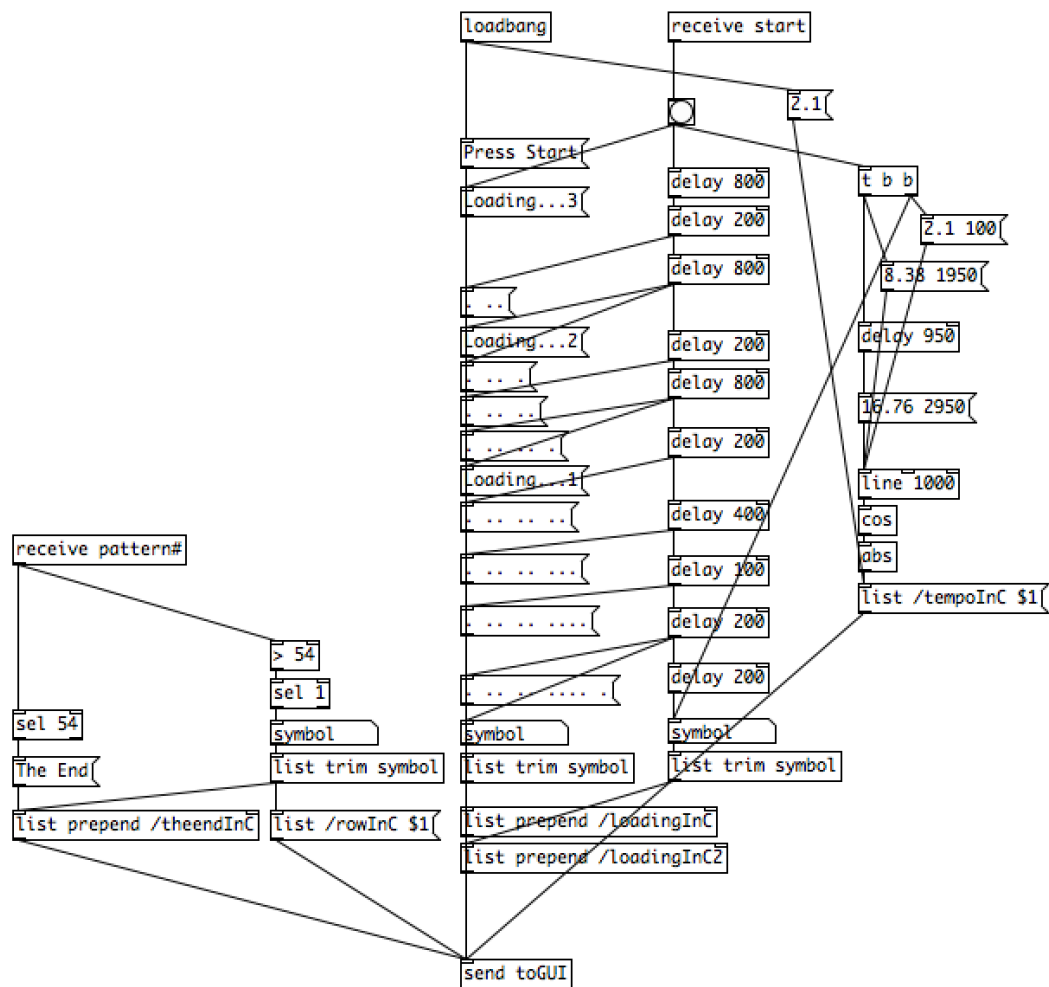 loadbang
receive start
2.1
Press Start
t b b
delay 800
Loading...3
delay 200
2.1 100
delay 800
8.38 1950
. ..
Loading...2
delay 200
delay 950
. .. .
delay 800
. .. ..
16.76 2950
. .. .. .
delay 200
Loading...1
line 1000
. .. .. ..
delay 400
cos
receive pattern#
abs
. .. .. ...
delay 100
list /tempoInC $1
. .. .. ....
delay 200
> 54
sel 1
. .. .. .... .
delay 200
sel 54
symbol
symbol
symbol
The End
list trim symbol
list trim symbol
list trim symbol
list prepend /theendInC
list /rowInC $1
list prepend /loadingInC
list prepend /loadingInC2
send toGUI